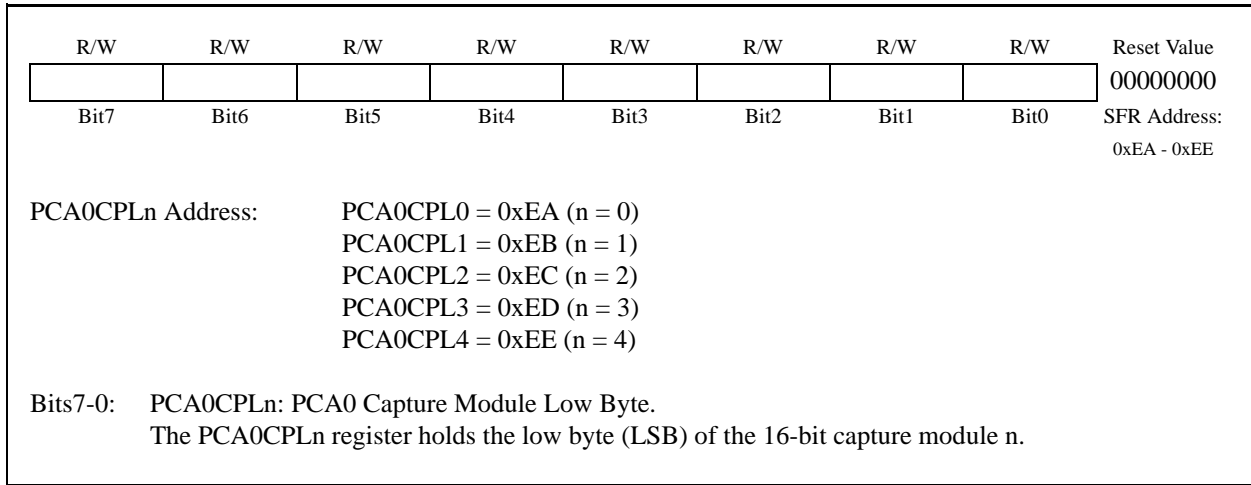 R/W R/W R/W R/W R/W R/W R/W R/W Reset Value
00000000
Bit7 Bit6 Bit5 Bit4 Bit3 Bit2 Bit1 Bit0 SFR Address:
0xEA - 0xEE
PCA0CPLn Address: PCA0CPL0 = 0xEA (n = 0)
PCA0CPL1 = 0xEB (n = 1)
PCA0CPL2 = 0xEC (n = 2)
PCA0CPL3 = 0xED (n = 3)
PCA0CPL4 = 0xEE (n = 4)
Bits7-0: PCA0CPLn: PCA0 Capture Module Low Byte.
The PCA0CPLn register holds the low byte (LSB) of the 16-bit capture module n.